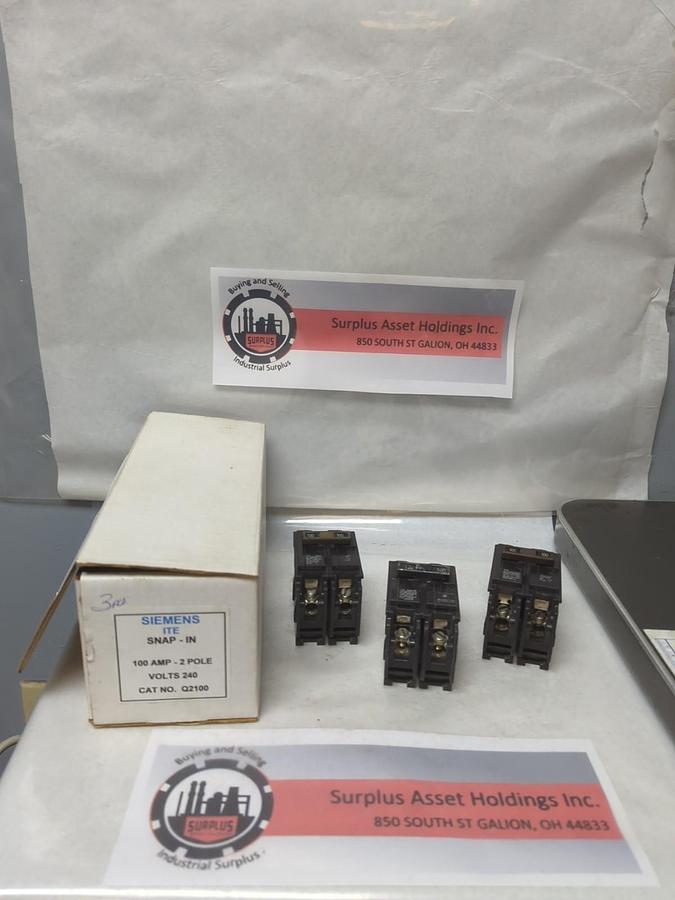 Buying and Selling
SURPLUS
Industrial Surplus
Surplus Asset Holdings Inc.
850 SOUTH ST GALION, OH 44833
3PCS
SIEMENS
ITE
SNAP - IN
100 AMP - 2 POLE
VOLTS 240
CAT NO. Q2100
100 100
Buying and Selling
SURPLUS
Industrial Surplus
Surplus Asset Holdings Inc.
850 SOUTH ST GALION, OH 44833